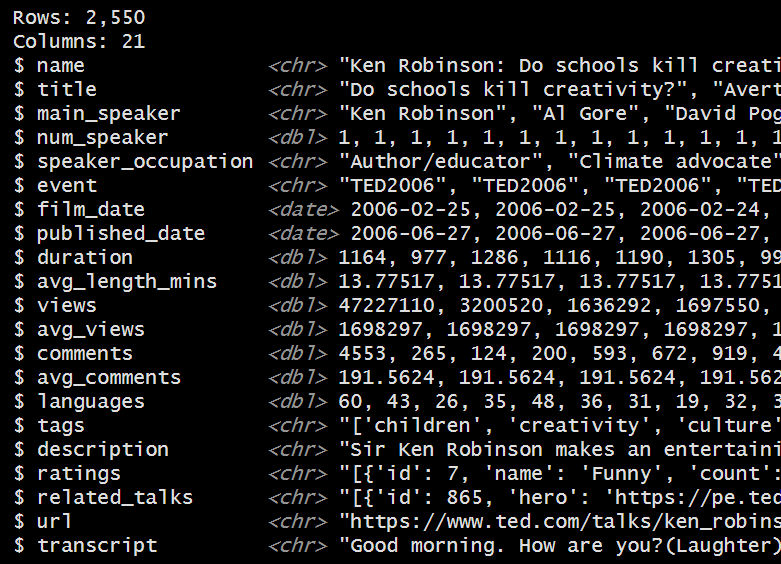 Rows: 2,550
Columns: 21
$ name               <chr> "Ken Robinson: Do schools kill creati
$ title              <chr> "Do schools kill creativity?", "Avert
$ main_speaker       <chr> "Ken Robinson", "Al Gore", "David Pog
$ num_speaker        <dbl> 1, 1, 1, 1, 1, 1, 1, 1, 1, 1, 1, 1, 1
$ speaker_occupation <chr> "Author/educator", "Climate advocate"
$ event              <chr> "TED2006", "TED2006", "TED2006", "TED
$ film_date          <date> 2006-02-25, 2006-02-25, 2006-02-24,
$ published_date     <date> 2006-06-27, 2006-06-27, 2006-06-27,
$ duration           <dbl> 1164, 977, 1286, 1116, 1190, 1305, 99
$ avg_length_mins    <dbl> 13.77517, 13.77517, 13.77517, 13.7751
$ views              <dbl> 47227110, 3200520, 1636292, 1697550,
$ avg_views          <dbl> 1698297, 1698297, 1698297, 1698297, 1
$ comments           <dbl> 4553, 265, 124, 200, 593, 672, 919, 4
$ avg_comments       <dbl> 191.5624, 191.5624, 191.5624, 191.562
$ languages          <dbl> 60, 43, 26, 35, 48, 36, 31, 19, 32, 3
$ tags               <chr> "['children', 'creativity', 'culture'
$ description        <chr> "Sir Ken Robinson makes an entertaini
$ ratings            <chr> "[{'id': 7, 'name': 'Funny', 'count':
$ related_talks      <chr> "[{'id': 865, 'hero': 'https://pe.ted
$ url                <chr> "https://www.ted.com/talks/ken_robins
$ transcript         <chr> "Good morning. How are you?(Laughter)